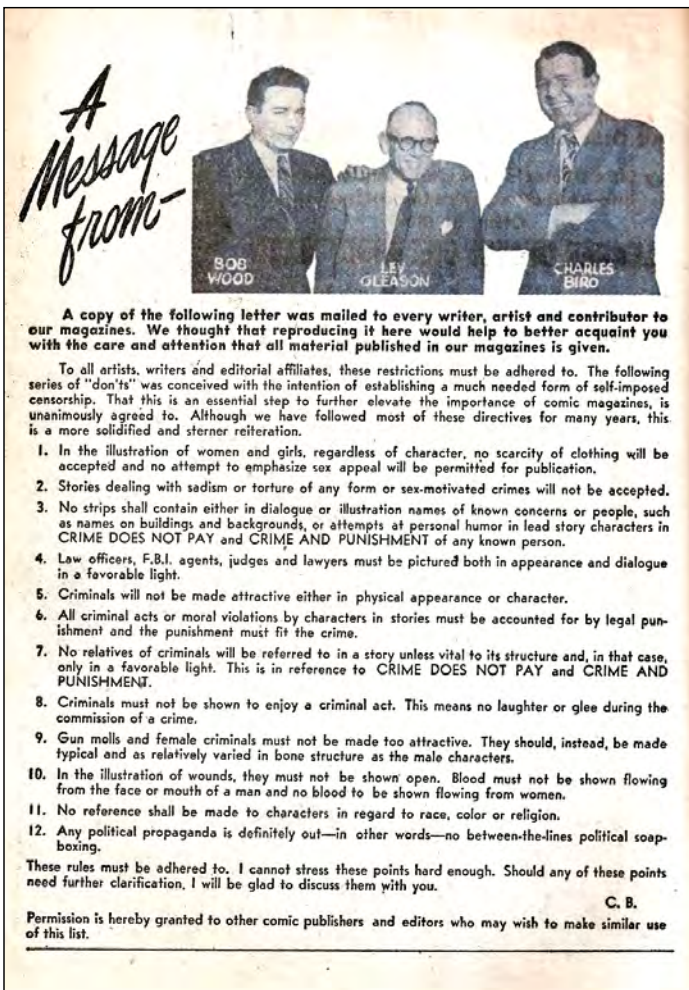 A
Message
from—
BOB
WOOD
LEV
GLEASON
CHARLES
BIRO
A copy of the following letter was mailed to every writer, artist and contributor to
our magazines. We thought that reproducing it here would help to better acquaint you
with the care and attention that all material published in our magazines is given.
To all artists, writers and editorial affiliates, these restrictions must be adhered to. The following
series of "don'ts" was conceived with the intention of establishing a much needed form of self-imposed
censorship. That this is an essential step to further elevate the importance of comic magazines, is
unanimously agreed to. Although we have followed most of these directives for many years, this
is a more solidified and sterner reiteration.
1. In the illustration of women and girls, regardless of character, no scarcity of clothing will be
accepted and no attempt to emphasize sex appeal will be permitted for publication.
2. Stories dealing with sadism or torture of any form or sex-motivated crimes will not be accepted.
3. No strips shall contain either in dialogue or illustration names of known concerns or people, such
as names on buildings and backgrounds, or attempts at personal humor in lead story characters in
CRIME DOES NOT PAY and CRIME AND PUNISHMENT of any known person.
4. Law officers, F.B.I. agents, judges and lawyers must be pictured both in appearance and dialogue
in a favorable light.
5. Criminals will not be made attractive either in physical appearance or character.
6. All criminal acts or moral violations by characters in stories must be accounted for by legal pun-
ishment and the punishment must fit the crime.
7. No relatives of criminals will be referred to in a story unless vital to its structure and, in that case,
only in a favorable light. This is in reference to CRIME DOES NOT PAY and CRIME AND
PUNISHMENT.
8. Criminals must not be shown to enjoy a criminal act. This means no laughter or glee during the
commission of a crime.
9. Gun molls and female criminals must not be made too attractive. They should, instead, be made
typical and as relatively varied in bone structure as the male characters.
10. In the illustration of wounds, they must not be shown open. Blood must not be shown flowing
from the face or mouth of a man and no blood to be shown flowing from women.
11. No reference shall be made to characters in regard to race, color or religion.
12. Any political propaganda is definitely out—in other words—no between-the-lines political soap-
boxing.
These rules must be adhered to. I cannot stress these points hard enough. Should any of these points
need further clarification, I will be glad to discuss them with you.
C. B.
Permission is hereby granted to other comic publishers and editors who may wish to make similar use
of this list.